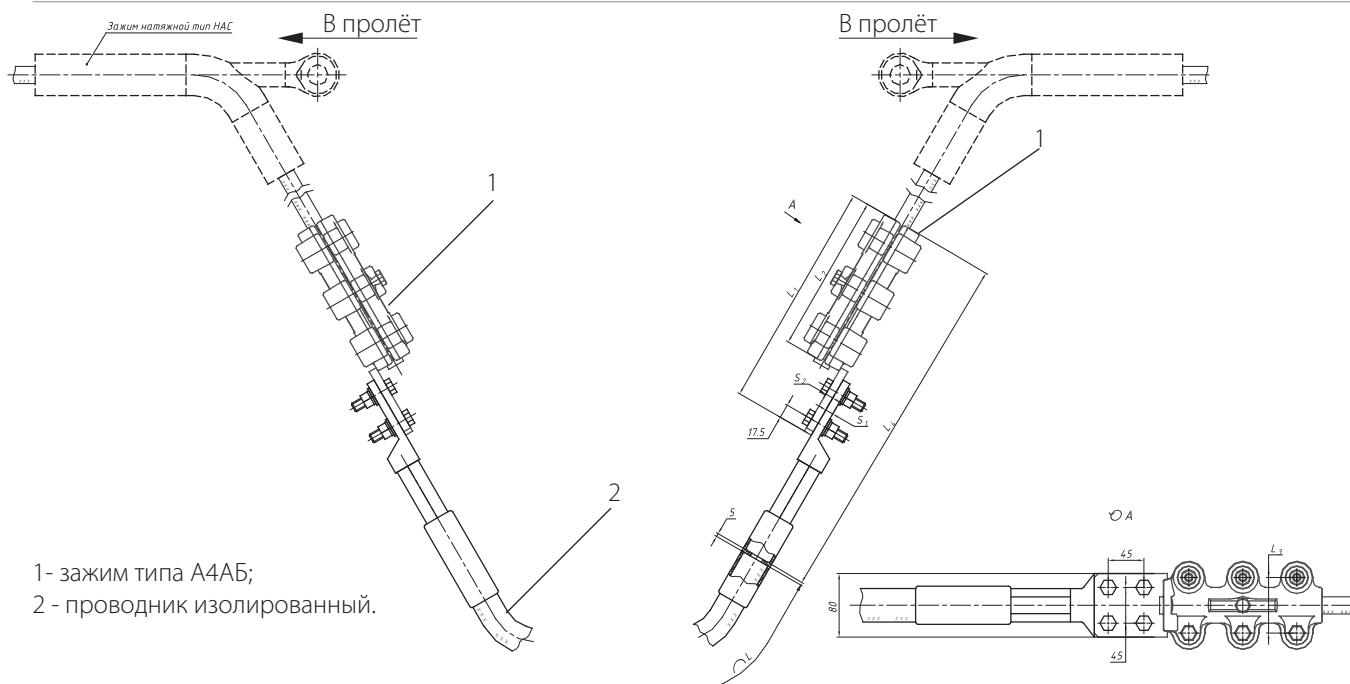 Зажим натяжной тип НАС
В пролёт
В пролёт
1
1
А
L₂
L₁
S₂
S₁
L₄
17.5
2
5
А
45
L₃
80
45
L
1- зажим типа А4АБ;
2 - проводник изолированный.